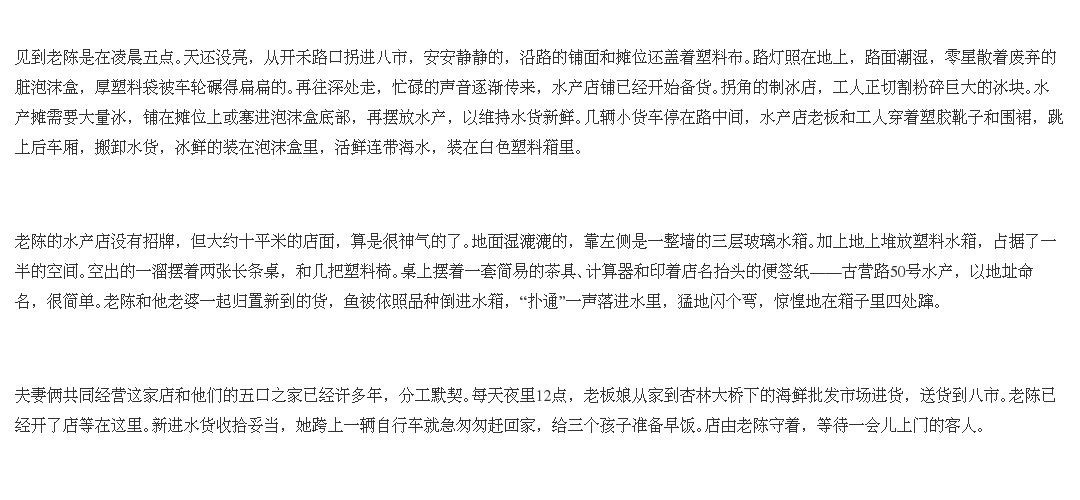 见到老陈是在凌晨五点。天还没亮，从开禾路口拐进八市，安安静静的，沿路的铺面和摊位还盖着塑料布。路灯照在地上，路面潮湿，零星散着废弃的
脏泡沫盒，厚塑料袋被车轮碾得扁扁的。再往深处走，忙碌的声音逐渐传来，水产店铺已经开始备货。拐角的制冰店，工人正切割粉碎巨大的冰块。水
产摊需要大量冰，铺在摊位上或塞进泡沫盒底部，再摆放水产，以维持水货新鲜。几辆小货车停在路中间，水产店老板和工人穿着塑胶靴子和围裙，跳
上后车厢，搬卸水货，冰鲜的装在泡沫盒里，活鲜连带海水，装在白色塑料箱里。
老陈的水产店没有招牌，但大约十平米的店面，算是很神气的了。地面湿漉漉的，靠左侧是一整墙的三层玻璃水箱。加上地上堆放塑料水箱，占据了一
半的空间。空出的一溜摆着两张长条桌，和几把塑料椅。桌上摆着一套简易的茶具、计算器和印着店名抬头的便签纸——古营路50号水产，以地址命
名，很简单。老陈和他老婆一起归置新到的货，鱼被依照品种倒进水箱，“扑通”一声落进水里，猛地闪个弯，惊惶地在箱子里四处蹿。
夫妻俩共同经营这家店和他们的五口之家已经许多年，分工默契。每天夜里12点，老板娘从家到杏林大桥下的海鲜批发市场进货，送货到八市。老陈已
经开了店等在这里。新进水货收拾妥当，她跨上一辆自行车就急匆匆赶回家，给三个孩子准备早饭。店由老陈守着，等待一会儿上门的客人。